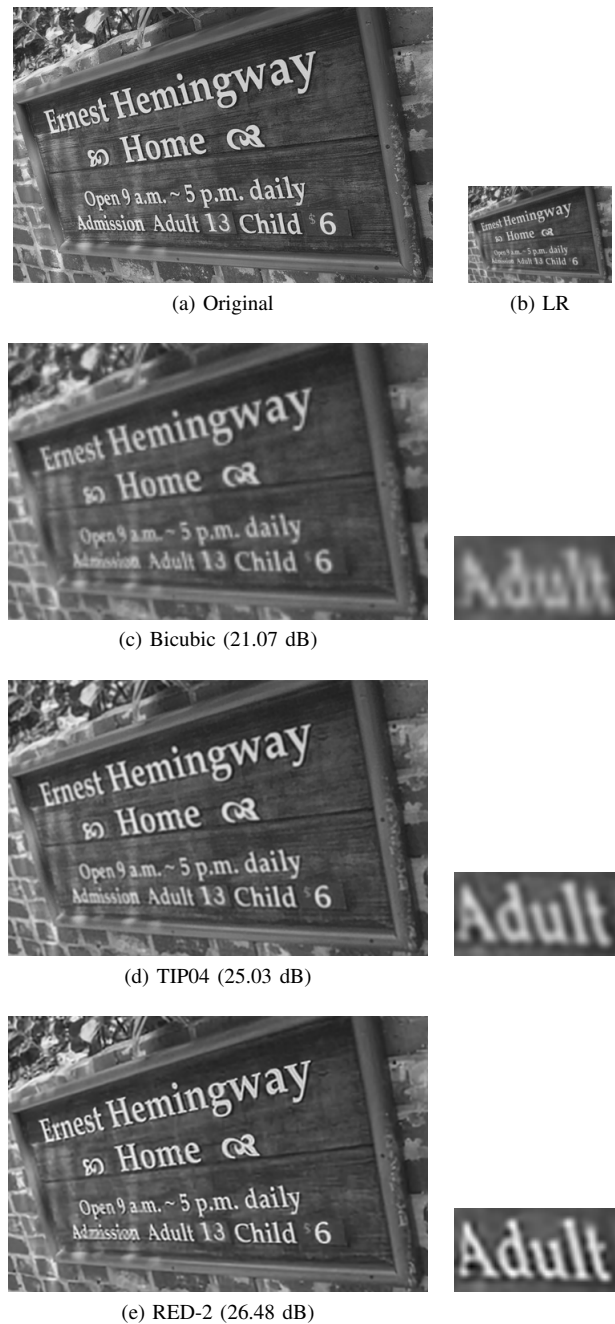 Ernest Hemingway
Home
Open 9 a.m. ~ 5 p.m. daily
Admission Adult 13 Child $6
(a) Original
Ernest Hemingway
Home
Open 9 a.m. ~ 5 p.m. daily
Admission Adult 13 Child $6
(b) LR
Ernest Hemingway
Home
Open 9 a.m. ~ 5 p.m. daily
Admission Adult 13 Child $6
Adult
(c) Bicubic (21.07 dB)
Ernest Hemingway
Home
Open 9 a.m. ~ 5 p.m. daily
Admission Adult 13 Child $6
Adult
(d) TIP04 (25.03 dB)
Ernest Hemingway
Home
Open 9 a.m. ~ 5 p.m. daily
Admission Adult 13 Child $6
Adult
(e) RED-2 (26.48 dB)